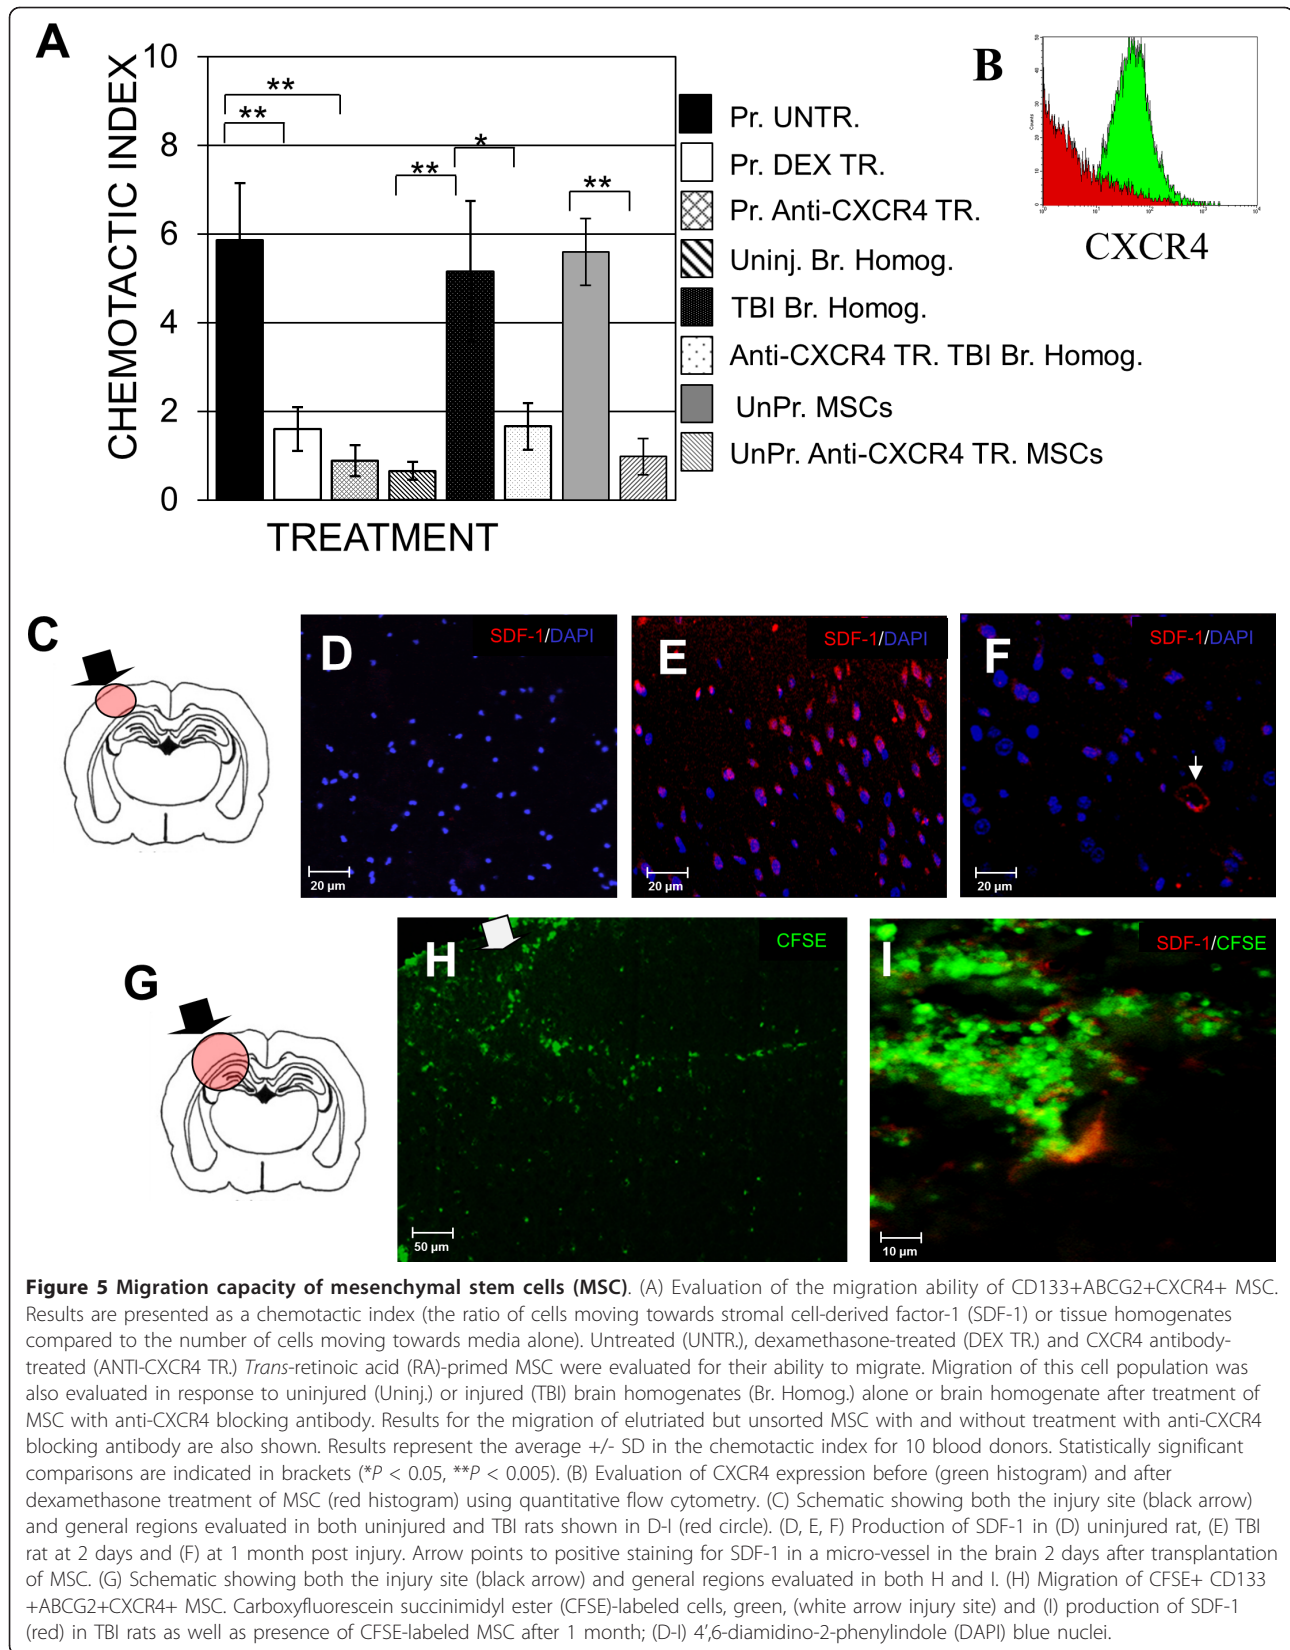 A
CHEMOTACTIC INDEX
10
8
6
4
2
0
**
**
**
*
**
TREATMENT
Pr. UNTR.
Pr. DEX TR.
Pr. Anti-CXCR4 TR.
Uninj. Br. Homog.
TBI Br. Homog.
Anti-CXCR4 TR. TBI Br. Homog.
UnPr. MSCs
UnPr. Anti-CXCR4 TR. MSCs
B
Counts
CXCR4
C
D
SDF-1/DAPI
20 µm
E
SDF-1/DAPI
20 µm
F
SDF-1/DAPI
20 µm
G
H
CFSE
50 µm
I
SDF-1/CFSE
10 µm
Figure 5 Migration capacity of mesenchymal stem cells (MSC). (A) Evaluation of the migration ability of CD133+ABCG2+CXCR4+ MSC.
Results are presented as a chemotactic index (the ratio of cells moving towards stromal cell-derived factor-1 (SDF-1) or tissue homogenates
compared to the number of cells moving towards media alone). Untreated (UNTR.), dexamethasone-treated (DEX TR.) and CXCR4 antibody-
treated (ANTI-CXCR4 TR.) Trans-retinoic acid (RA)-primed MSC were evaluated for their ability to migrate. Migration of this cell population was
also evaluated in response to uninjured (Uninj.) or injured (TBI) brain homogenates (Br. Homog.) alone or brain homogenate after treatment of
MSC with anti-CXCR4 blocking antibody. Results for the migration of elutriated but unsorted MSC with and without treatment with anti-CXCR4
blocking antibody are also shown. Results represent the average +/- SD in the chemotactic index for 10 blood donors. Statistically significant
comparisons are indicated in brackets (*P < 0.05, **P < 0.005). (B) Evaluation of CXCR4 expression before (green histogram) and after
dexamethasone treatment of MSC (red histogram) using quantitative flow cytometry. (C) Schematic showing both the injury site (black arrow)
and general regions evaluated in both uninjured and TBI rats shown in D-I (red circle). (D, E, F) Production of SDF-1 in (D) uninjured rat, (E) TBI
rat at 2 days and (F) at 1 month post injury. Arrow points to positive staining for SDF-1 in a micro-vessel in the brain 2 days after transplantation
of MSC. (G) Schematic showing both the injury site (black arrow) and general regions evaluated in both H and I. (H) Migration of CFSE+ CD133
+ABCG2+CXCR4+ MSC. Carboxyfluorescein succinimidyl ester (CFSE)-labeled cells, green, (white arrow injury site) and (I) production of SDF-1
(red) in TBI rats as well as presence of CFSE-labeled MSC after 1 month; (D-I) 4′,6-diamidino-2-phenylindole (DAPI) blue nuclei.